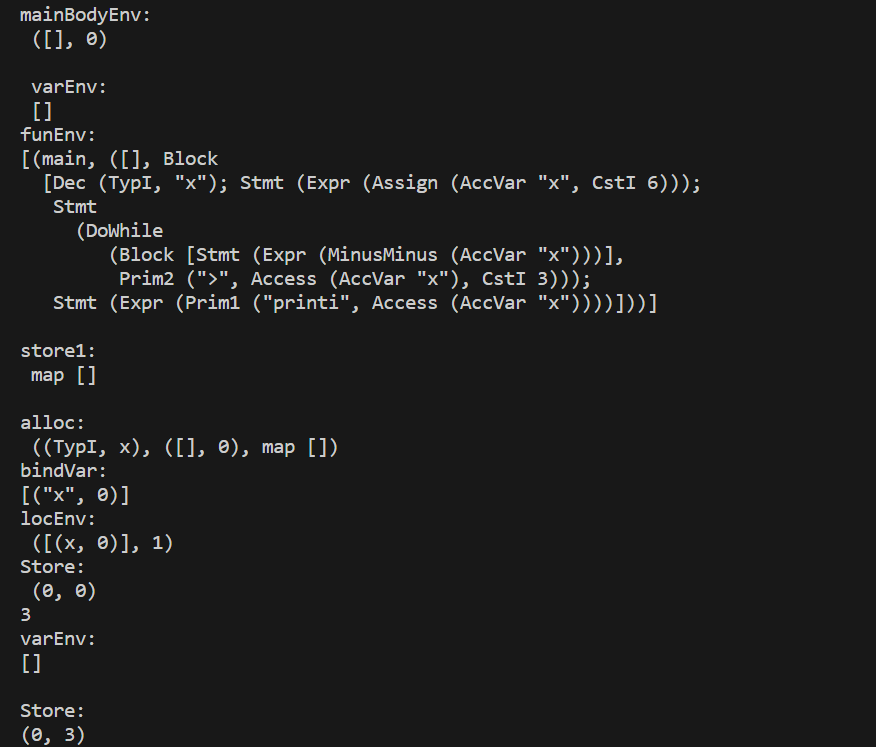 mainBodyEnv:
([], 0)
varEnv:
[]
funEnv:
[(main, ([], Block
[Dec (TypI, "x"); Stmt (Expr (Assign (AccVar "x", CstI 6)));
Stmt
(DoWhile
(Block [Stmt (Expr (MinusMinus (AccVar "x")))],
Prim2 (">", Access (AccVar "x"), CstI 3)));
Stmt (Expr (Prim1 ("printi", Access (AccVar "x"))))]))]
store1:
map []
alloc:
((TypI, x), ([], 0), map [])
bindVar:
[("x", 0)]
locEnv:
([(x, 0)], 1)
Store:
(0, 0)
3
varEnv:
[]
Store:
(0, 3)